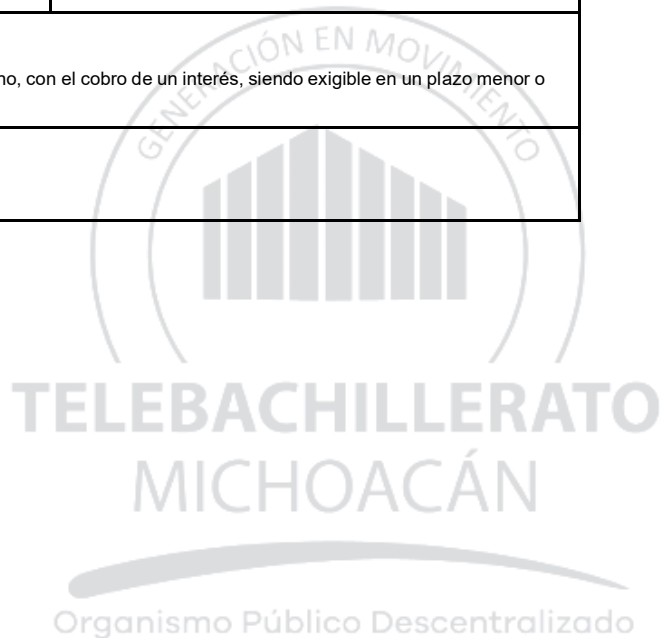 no, con el cobro de un interés, siendo exigible en un plazo menor o
GENERACIÓN EN MOVIMIENTO
TELEBACHILLERATO
MICHOACÁN
Organismo Público Descentralizado